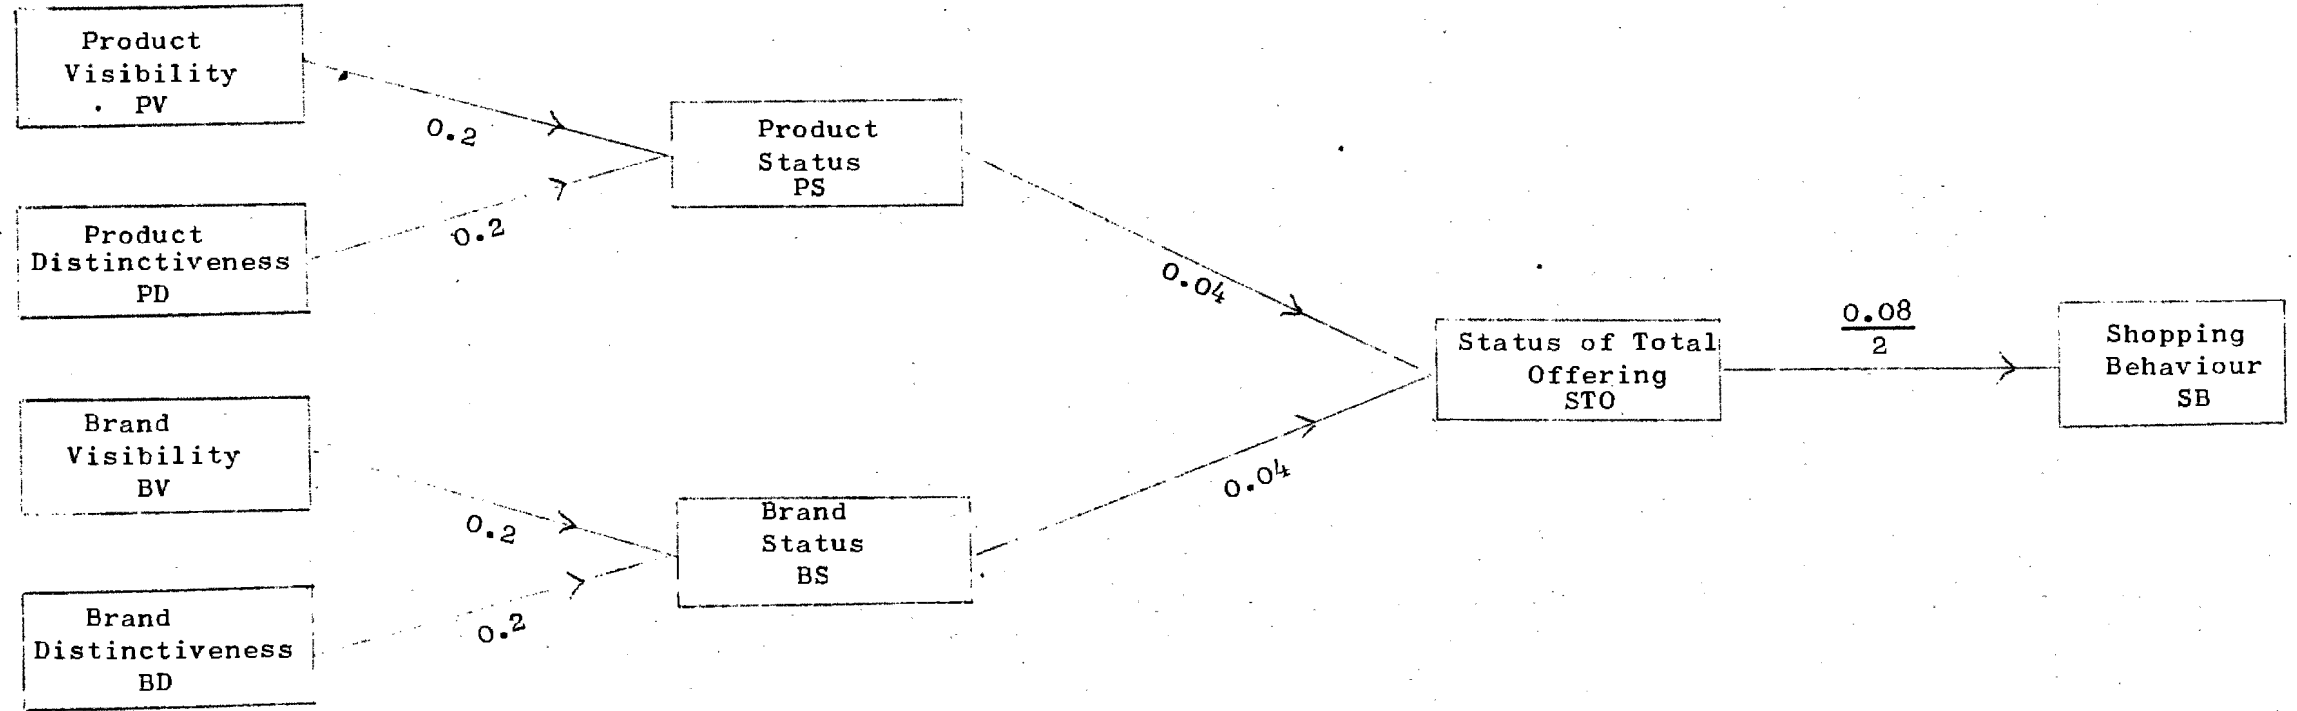 Product
Visibility
PV
0.2
Product
Distinctiveness
PD
0.2
Product
Status
PS
0.04
Brand
Visibility
BV
0.2
Brand
Distinctiveness
BD
0.2
Brand
Status
BS
0.04
Status of Total
Offering
STO
0.08
2
Shopping
Behaviour
SB